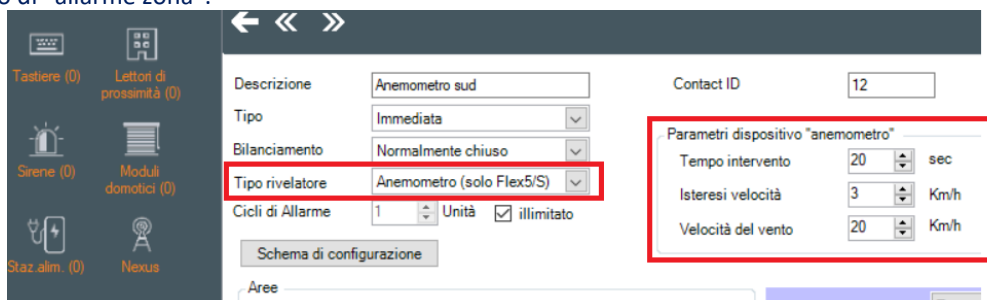 allarme zona".
Tastiere (0)
Lettori di
prossimità (0)
Sirene (0)
Moduli
domotici (0)
Staz.alim. (0)
Nexus
Descrizione Anemometro sud
Tipo Immediata
Bilanciamento Normalmente chiuso
Tipo rivelatore Anemometro (solo Flex5/S)
Cicli di Allarme 1 Unità illimitato
Schema di configurazione
Aree
Contact ID 12
Parametri dispositivo "anemometro"
Tempo intervento 20 sec
Isteresi velocità 3 Km/h
Velocità del vento 20 Km/h